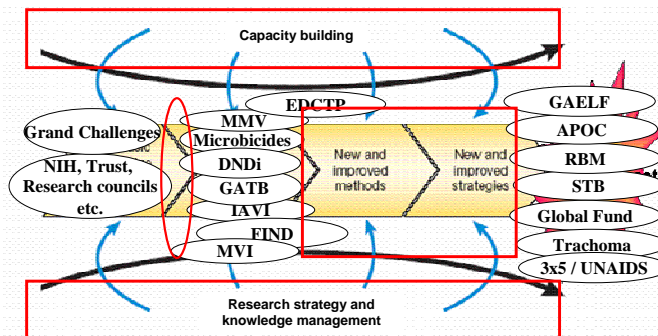 Capacity building
EDCTP
Grand Challenges
NIH, Trust,
Research councils
etc.
MMV
Microbicides
DNDi
GATB
IAVI
FIND
MVI
New and
improved
methods
New and
improved
strategies
GAELF
APOC
RBM
STB
Global Fund
Trachoma
3x5 / UNAIDS
Research strategy and
knowledge management